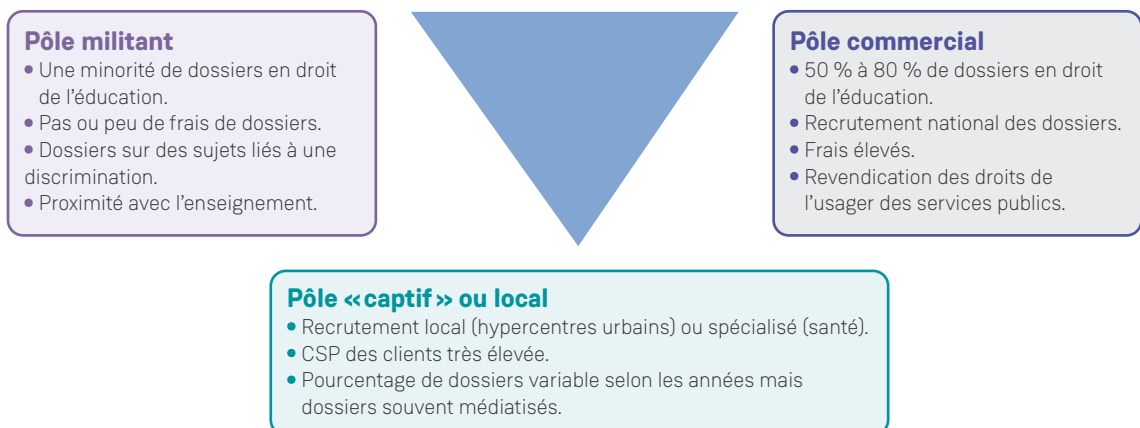 Pôle militant
• Une minorité de dossiers en droit
de l’éducation.
• Pas ou peu de frais de dossiers.
• Dossiers sur des sujets liés à une
discrimination.
• Proximité avec l’enseignement.
Pôle commercial
• 50 % à 80 % de dossiers en droit
de l’éducation.
• Recrutement national des dossiers.
• Frais élevés.
• Revendication des droits de
l’usager des services publics.
Pôle « captif » ou local
• Recrutement local (hypercentres urbains) ou spécialisé (santé).
• CSP des clients très élevée.
• Pourcentage de dossiers variable selon les années mais
dossiers souvent médiatisés.